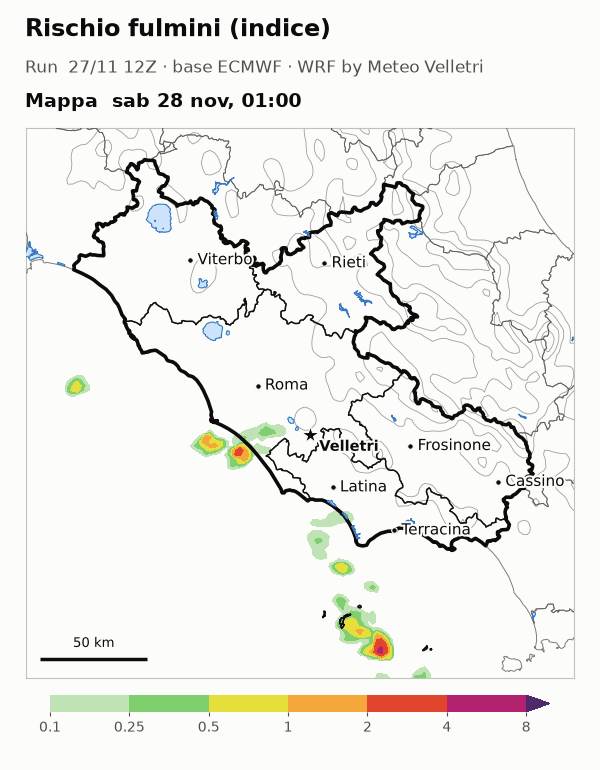 Rischio fulmini (indice)
Run  27/11 12Z · base ECMWF · WRF by Meteo Velletri
Mappa  sab 28 nov, 01:00
Viterbo
Rieti
Roma
Velletri
Frosinone
Cassino
Latina
Terracina
50 km
0.1 0.25 0.5 1 2 4 8